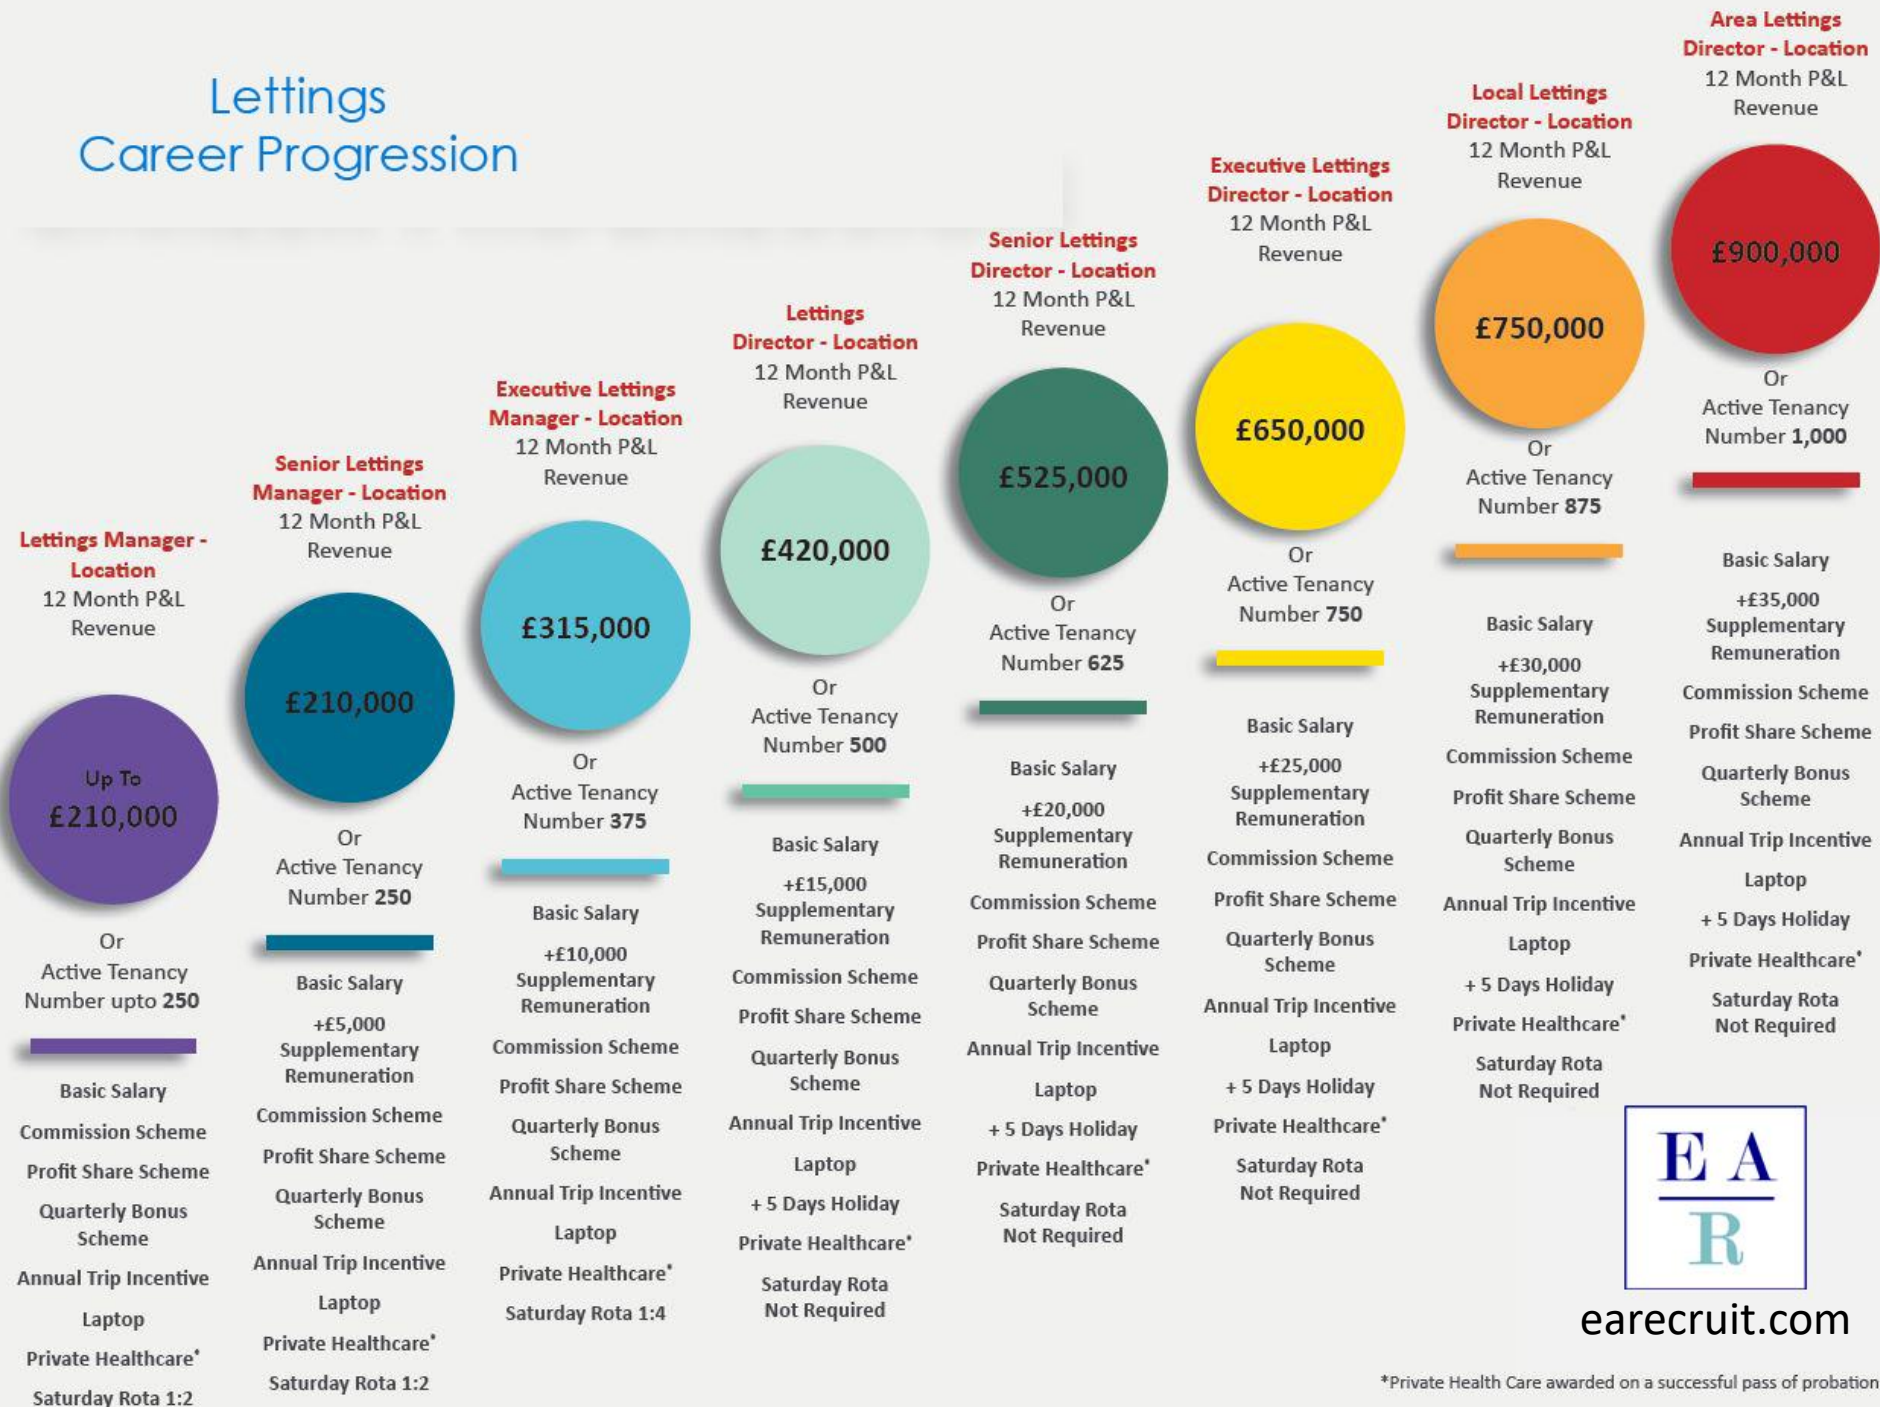 Lettings
Career Progression
Lettings Manager -
Location
12 Month P&L
Revenue
Up To
£210,000
Or
Active Tenancy
Number upto 250
Basic Salary
Commission Scheme
Profit Share Scheme
Quarterly Bonus
Scheme
Annual Trip Incentive
Laptop
Private Healthcare*
Saturday Rota 1:2
Senior Lettings
Manager - Location
12 Month P&L
Revenue
£210,000
Or
Active Tenancy
Number 250
Basic Salary
+£5,000
Supplementary
Remuneration
Commission Scheme
Profit Share Scheme
Quarterly Bonus
Scheme
Annual Trip Incentive
Laptop
Private Healthcare*
Saturday Rota 1:2
Executive Lettings
Manager - Location
12 Month P&L
Revenue
£315,000
Or
Active Tenancy
Number 375
Basic Salary
+£10,000
Supplementary
Remuneration
Commission Scheme
Profit Share Scheme
Quarterly Bonus
Scheme
Annual Trip Incentive
Laptop
Private Healthcare*
Saturday Rota 1:4
Lettings
Director - Location
12 Month P&L
Revenue
£420,000
Or
Active Tenancy
Number 500
Basic Salary
+£15,000
Supplementary
Remuneration
Commission Scheme
Profit Share Scheme
Quarterly Bonus
Scheme
Annual Trip Incentive
Laptop
+ 5 Days Holiday
Private Healthcare*
Saturday Rota
Not Required
Senior Lettings
Director - Location
12 Month P&L
Revenue
£525,000
Or
Active Tenancy
Number 625
Basic Salary
+£20,000
Supplementary
Remuneration
Commission Scheme
Profit Share Scheme
Quarterly Bonus
Scheme
Annual Trip Incentive
Laptop
+ 5 Days Holiday
Private Healthcare*
Saturday Rota
Not Required
Executive Lettings
Director - Location
12 Month P&L
Revenue
£650,000
Or
Active Tenancy
Number 750
Basic Salary
+£25,000
Supplementary
Remuneration
Commission Scheme
Profit Share Scheme
Quarterly Bonus
Scheme
Annual Trip Incentive
Laptop
+ 5 Days Holiday
Private Healthcare*
Saturday Rota
Not Required
Local Lettings
Director - Location
12 Month P&L
Revenue
£750,000
Or
Active Tenancy
Number 875
Basic Salary
+£30,000
Supplementary
Remuneration
Commission Scheme
Profit Share Scheme
Quarterly Bonus
Scheme
Annual Trip Incentive
Laptop
+ 5 Days Holiday
Private Healthcare*
Saturday Rota
Not Required
Area Lettings
Director - Location
12 Month P&L
Revenue
£900,000
Or
Active Tenancy
Number 1,000
Basic Salary
+£35,000
Supplementary
Remuneration
Commission Scheme
Profit Share Scheme
Quarterly Bonus
Scheme
Annual Trip Incentive
Laptop
+ 5 Days Holiday
Private Healthcare*
Saturday Rota
Not Required
E A
R
earecruit.com
*Private Health Care awarded on a successful pass of probation